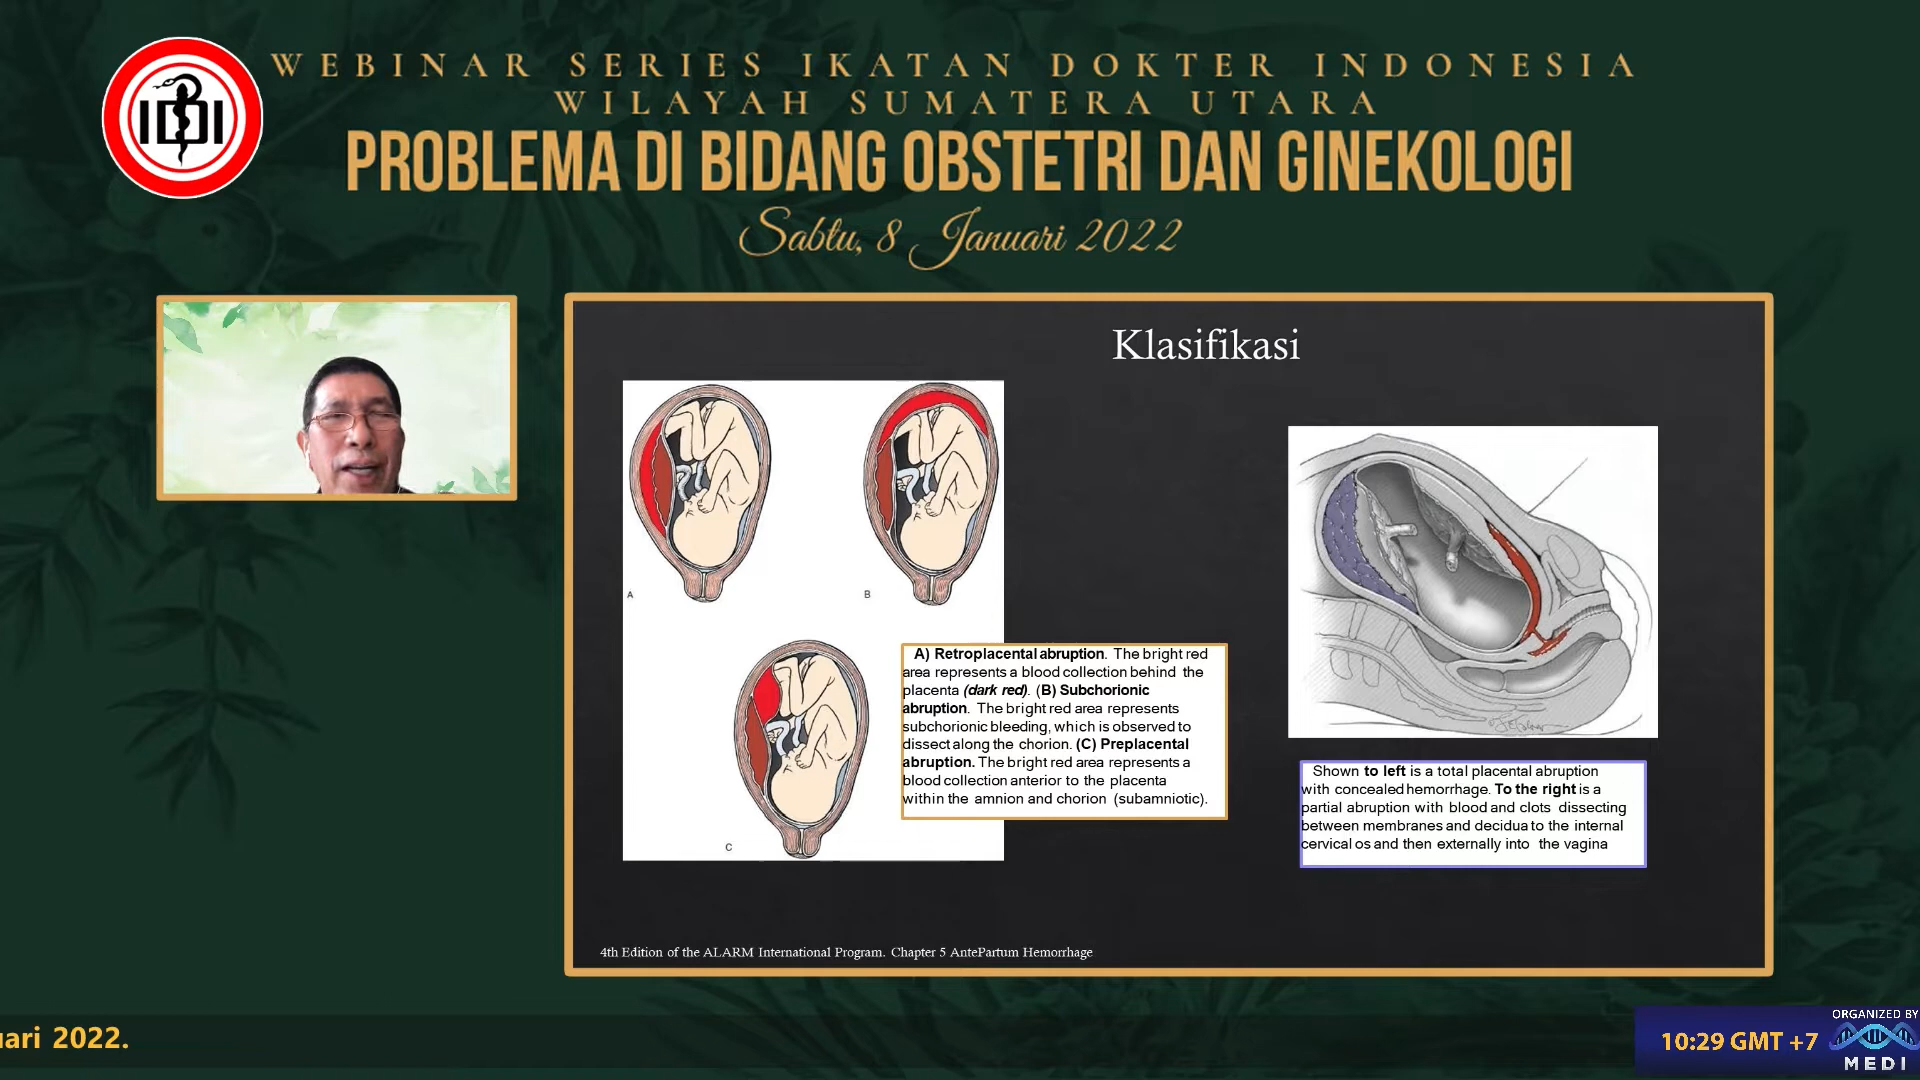 IDI
WEBINAR SERIES IKATAN DOKTER INDONESIA
WILAYAH SUMATERA UTARA
PROBLEMA DI BIDANG OBSTETRI DAN GINEKOLOGI
Sabtu, 8 Januari 2022
Klasifikasi
A
B
C
A) Retroplacental abruption. The bright red
area represents a blood collection behind the
placenta (dark red). (B) Subchorionic
abruption. The bright red area represents
subchorionic bleeding, which is observed to
dissect along the chorion. (C) Preplacental
abruption. The bright red area represents a
blood collection anterior to the placenta
within the amnion and chorion (subamniotic).
Shown to left is a total placental abruption
with concealed hemorrhage. To the right is a
partial abruption with blood and clots dissecting
between membranes and decidua to the internal
cervical os and then externally into the vagina
4th Edition of the ALARM International Program. Chapter 5 AntePartum Hemorrhage
uari 2022.
10:29 GMT +7
ORGANIZED BY
MEDI